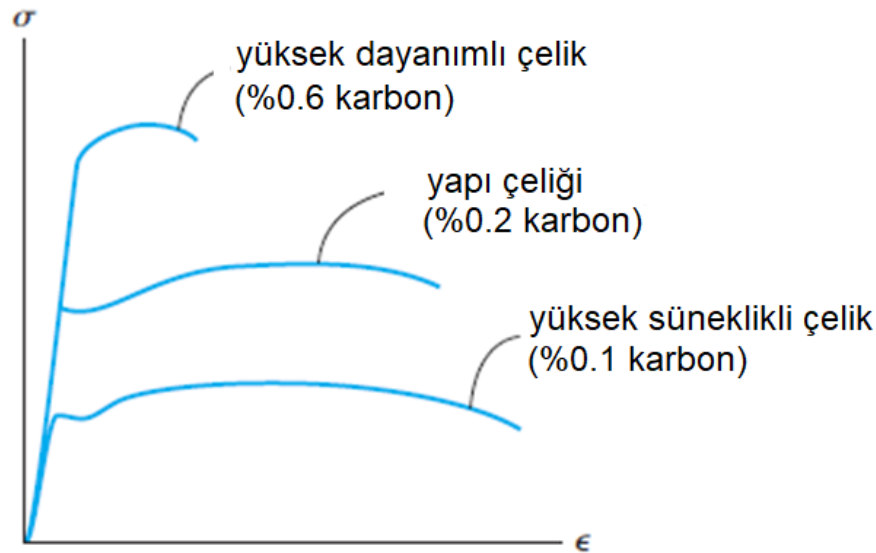 σ
yüksek dayanımlı çelik
(%0.6 karbon)
yapı çeliği
(%0.2 karbon)
yüksek süneklikli çelik
(%0.1 karbon)
ϵ